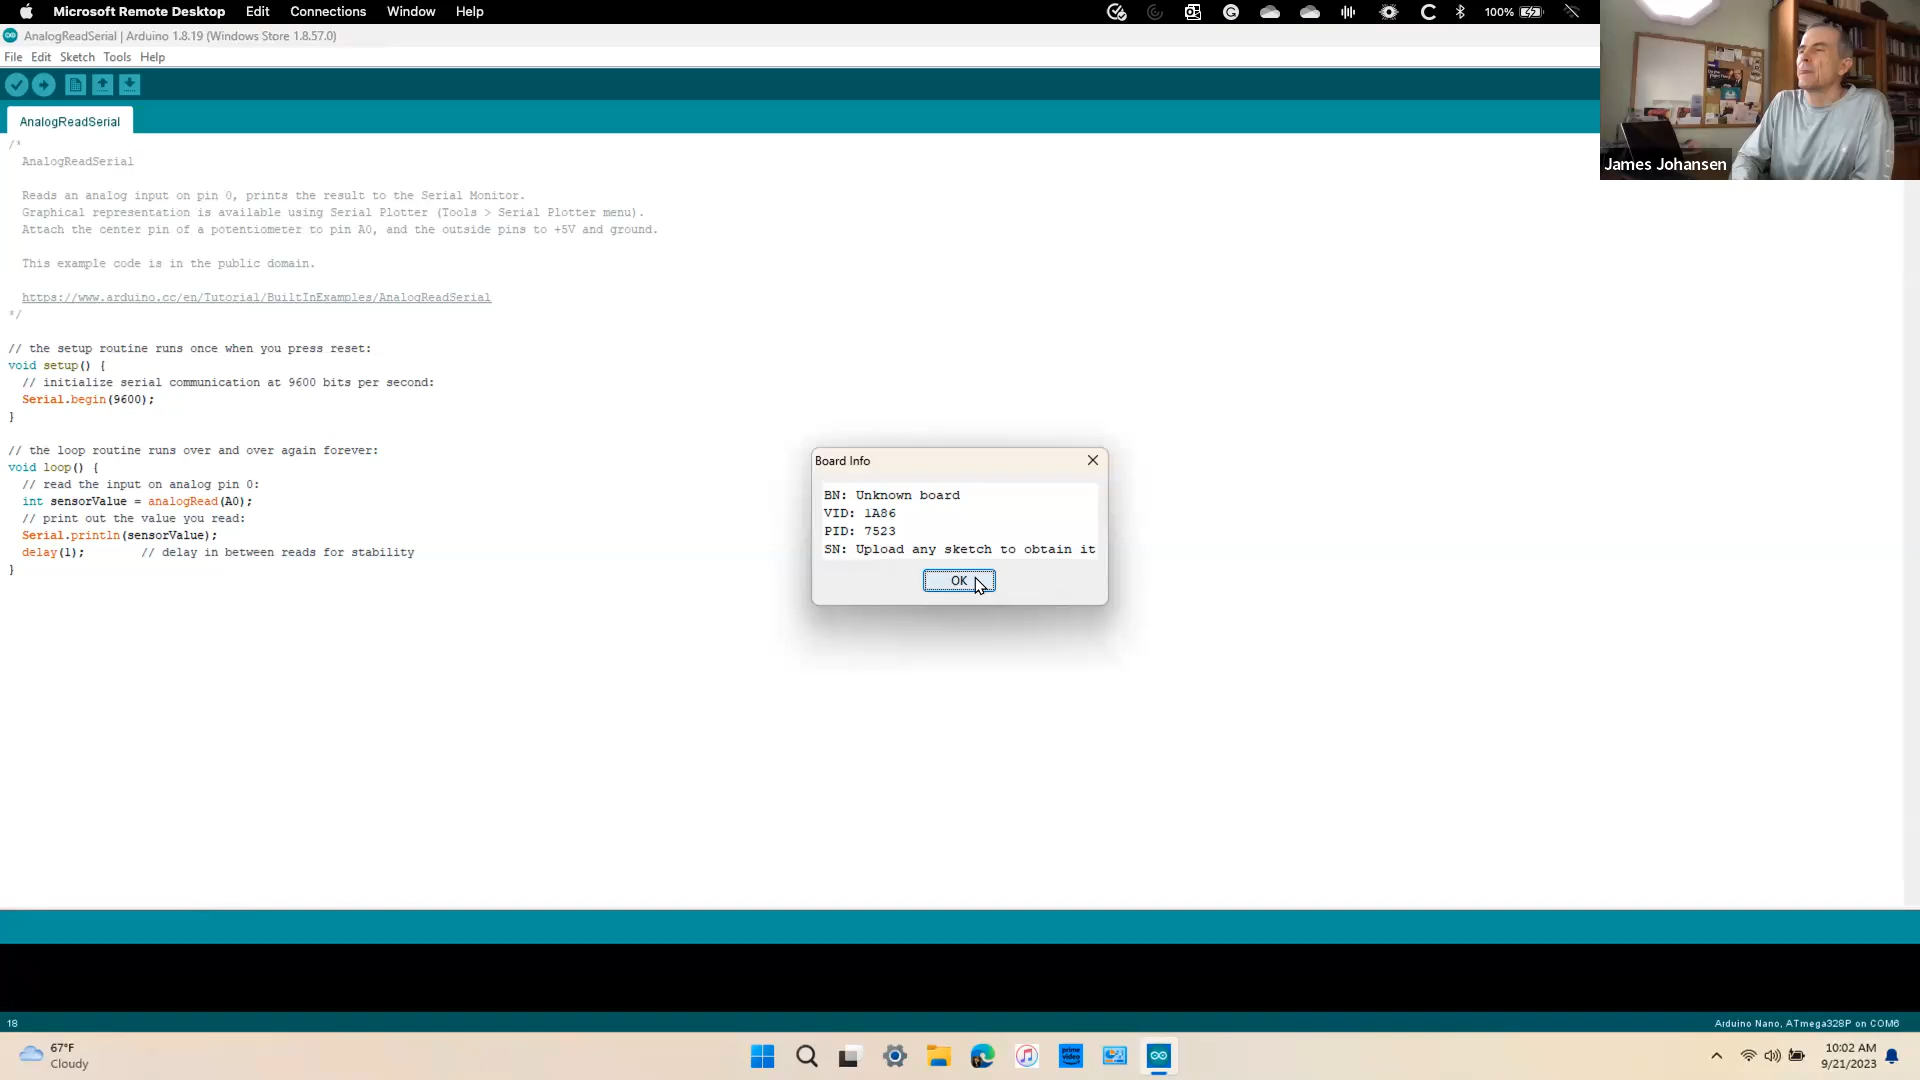 Microsoft Remote Desktop Edit Connections Window Help
100%
AnalogReadSerial | Arduino 1.8.19 (Windows Store 1.8.57.0)
File Edit Sketch Tools Help
AnalogReadSerial
/*
AnalogReadSerial
Reads an analog input on pin 0, prints the result to the Serial Monitor.
Graphical representation is available using Serial Plotter (Tools > Serial Plotter menu).
Attach the center pin of a potentiometer to pin A0, and the outside pins to +5V and ground.
This example code is in the public domain.
https://www.arduino.cc/en/Tutorial/BuiltInExamples/AnalogReadSerial
*/
// the setup routine runs once when you press reset:
void setup() {
// initialize serial communication at 9600 bits per second:
Serial.begin(9600);
}
// the loop routine runs over and over again forever:
void loop() {
// read the input on analog pin 0:
int sensorValue = analogRead(A0);
// print out the value you read:
Serial.println(sensorValue);
delay(1); // delay in between reads for stability
}
James Johansen
Board Info
BN: Unknown board
VID: 1A86
PID: 7523
SN: Upload any sketch to obtain it
OK
18
Arduino Nano, ATmega328P on COM6
67°F
Cloudy
prime video
10:02 AM
9/21/2023